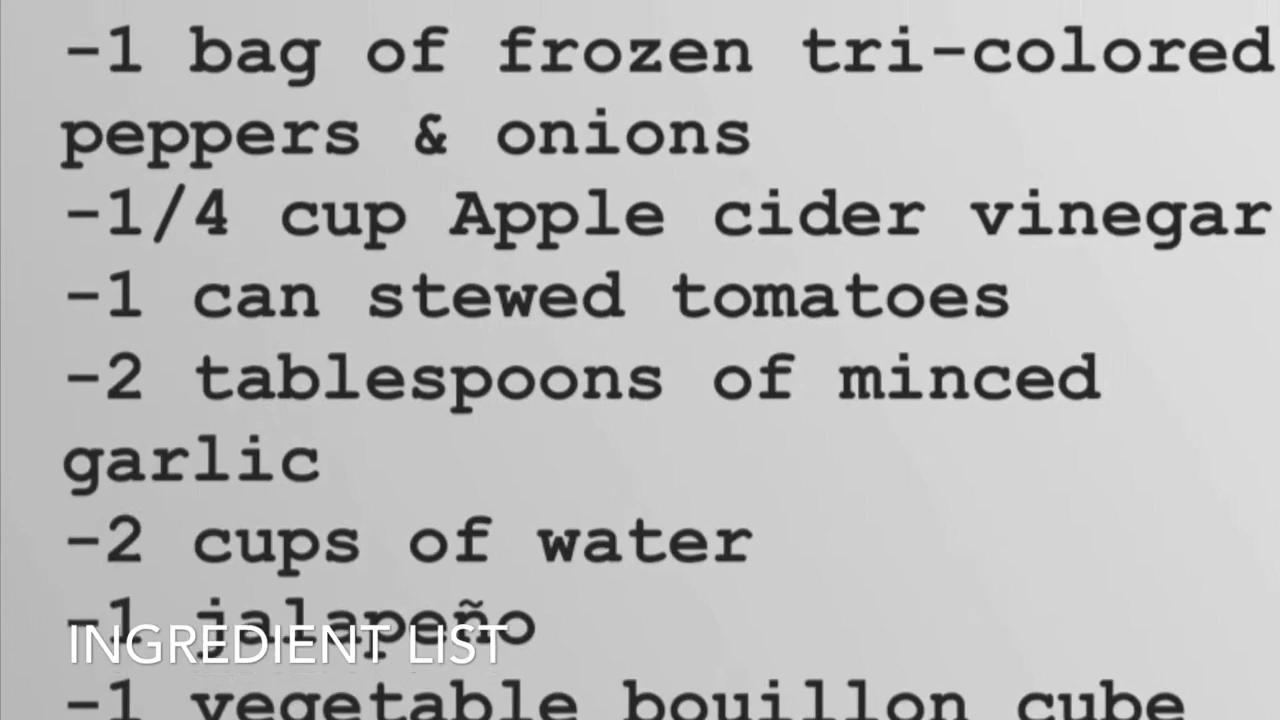 -1 bag of frozen tri-colored
peppers & onions
-1/4 cup Apple cider vinegar
-1 can stewed tomatoes
-2 tablespoons of minced
garlic
-2 cups of water
-1 jalapeño
INGREDIENT LIST
-1 vegetable bouillon cube